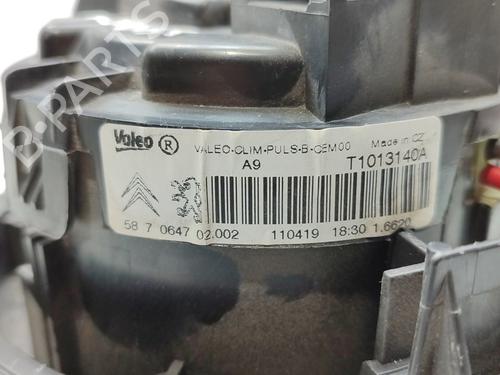 B-PARTS
Valeo ® VALEO-CLIM-PULS-B-CEM00 Made in CZ
A9 T1013140A
58 7 0647 02.002 110419 18:30 1.6620